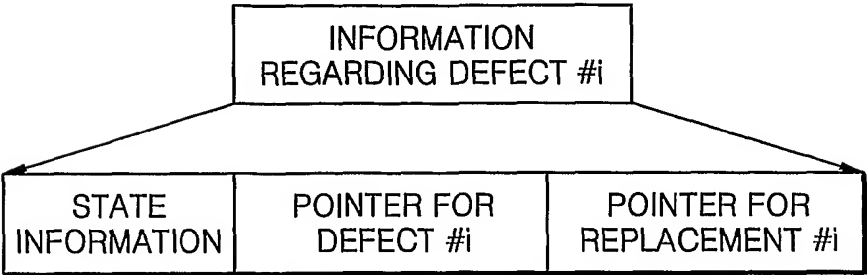 INFORMATION
REGARDING DEFECT #i
STATE
INFORMATION
POINTER FOR
DEFECT #i
POINTER FOR
REPLACEMENT #i